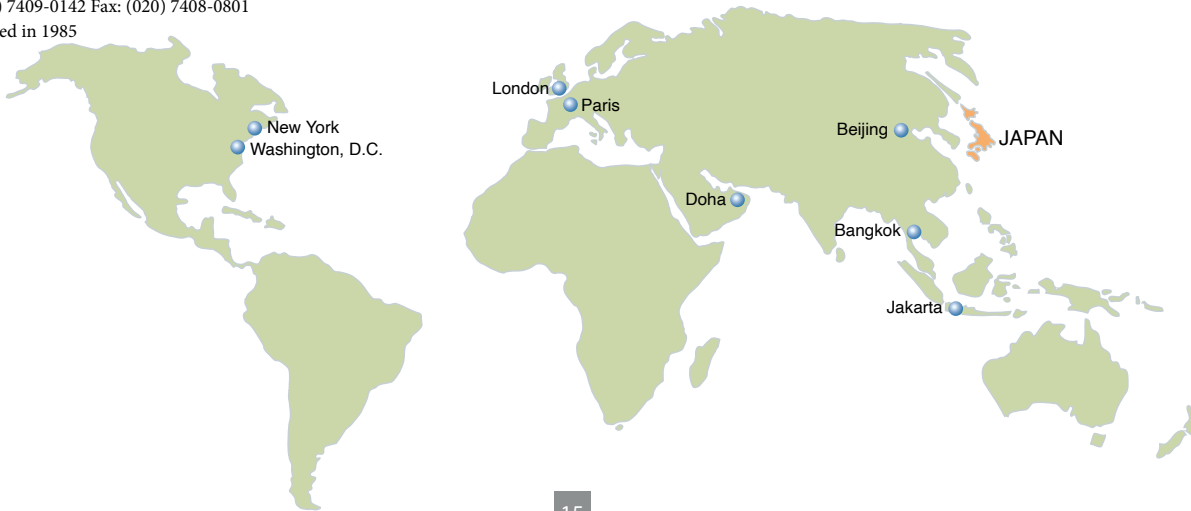 7409-0142 Fax: (020) 7408-0801
ed in 1985
London
Paris
New York
Washington, D.C.
Beijing
JAPAN
Doha
Bangkok
Jakarta
15